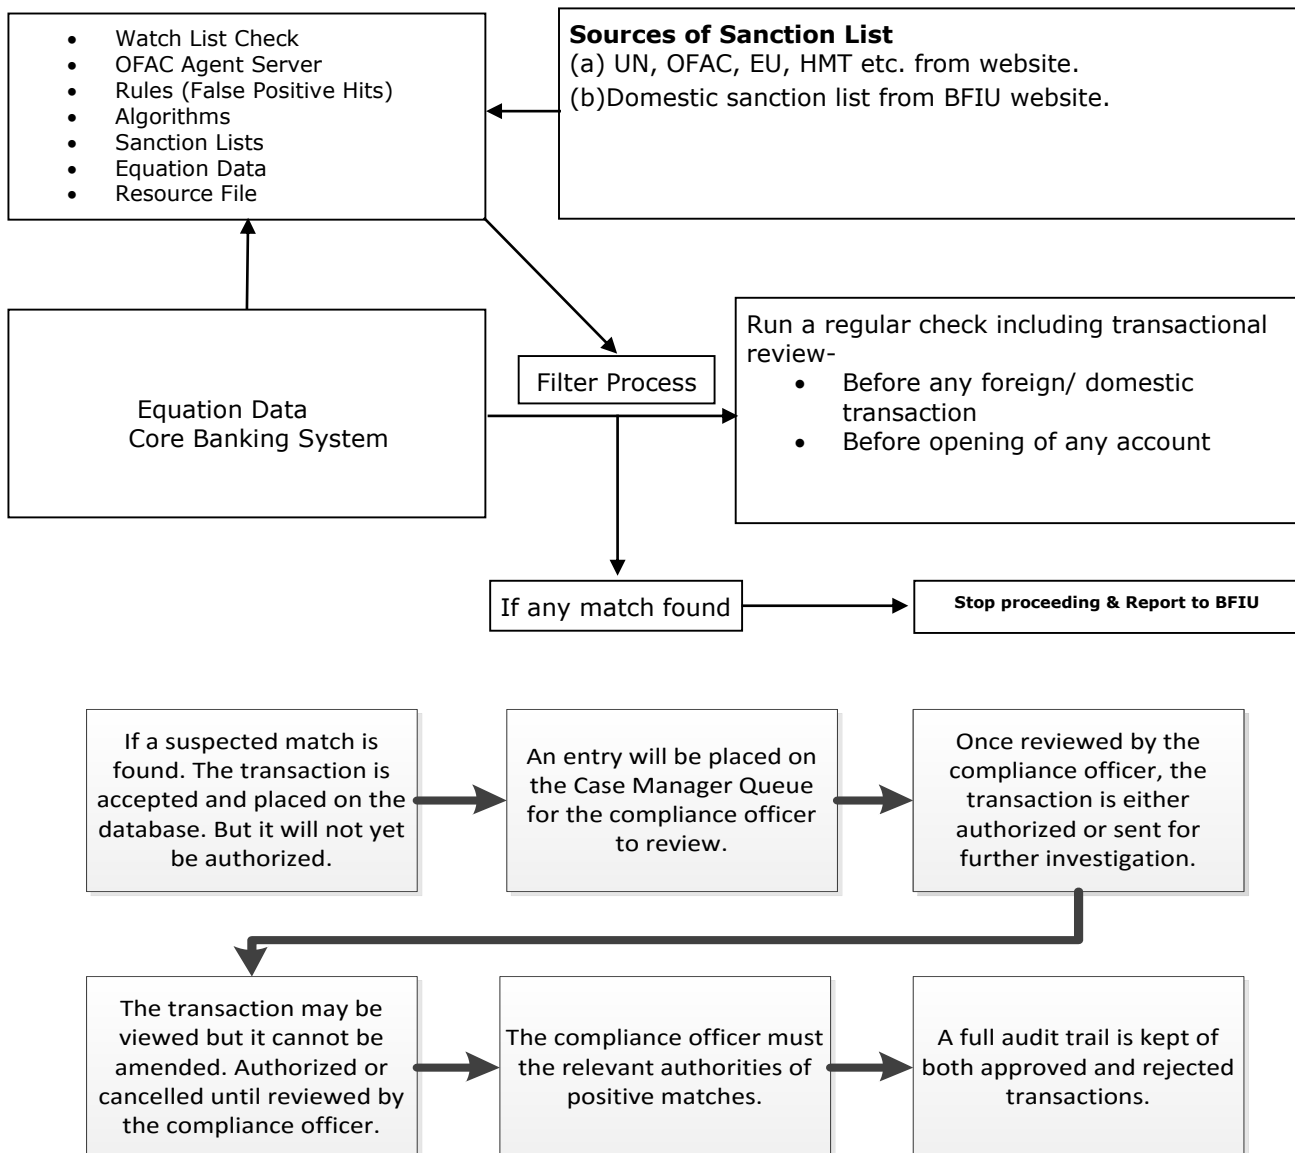 • Watch List Check
• OFAC Agent Server
• Rules (False Positive Hits)
• Algorithms
• Sanction Lists
• Equation Data
• Resource File
Sources of Sanction List
(a) UN, OFAC, EU, HMT etc. from website.
(b)Domestic sanction list from BFIU website.
Equation Data
Core Banking System
Filter Process
Run a regular check including transactional
review-
• Before any foreign/ domestic
transaction
• Before opening of any account
If any match found
Stop proceeding & Report to BFIU
If a suspected match is
found. The transaction is
accepted and placed on the
database. But it will not yet
be authorized.
An entry will be placed on
the Case Manager Queue
for the compliance officer
to review.
Once reviewed by the
compliance officer, the
transaction is either
authorized or sent for
further investigation.
The transaction may be
viewed but it cannot be
amended. Authorized or
cancelled until reviewed by
the compliance officer.
The compliance officer must
the relevant authorities of
positive matches.
A full audit trail is kept of
both approved and rejected
transactions.